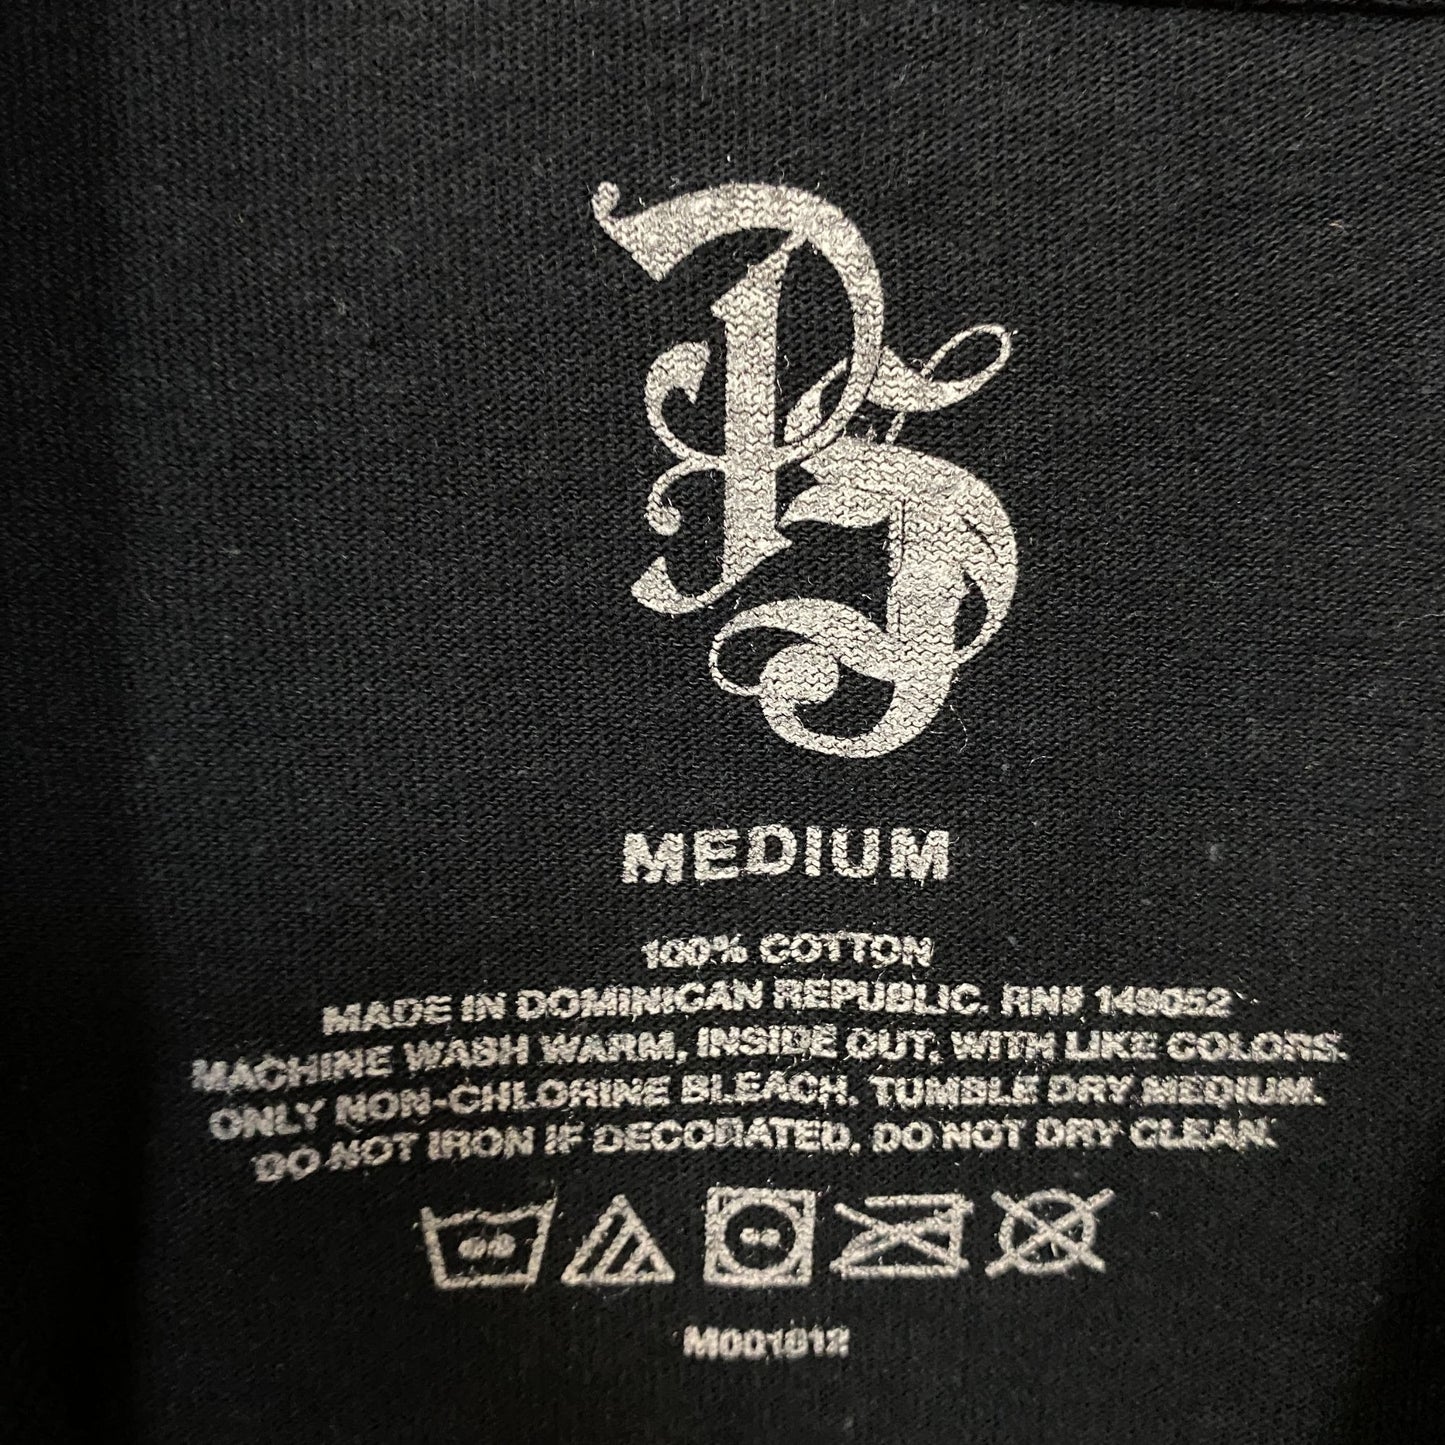 PS
MEDIUM
100% COTTON
MADE IN DOMINICAN REPUBLIC. RN# 149052
MACHINE WASH WARM, INSIDE OUT, WITH LIKE COLORS.
ONLY NON-CHLORINE BLEACH. TUMBLE DRY MEDIUM.
DO NOT IRON IF DECORATED. DO NOT DRY CLEAN.
M001812